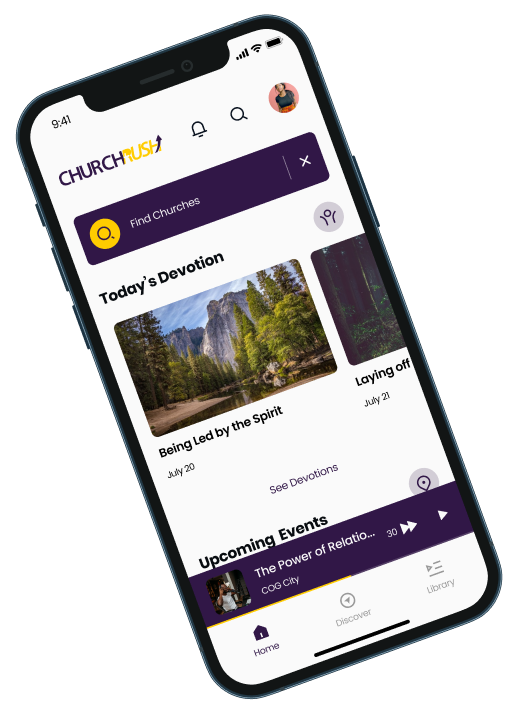 9:41
CHURCHRUSH
Find Churches
Today's Devotion
Being Led by the Spirit
July 20
Laying off
July 21
See Devotions
Upcoming Events
The Power of Relatio...
COG City
30
Home
Discover
Library